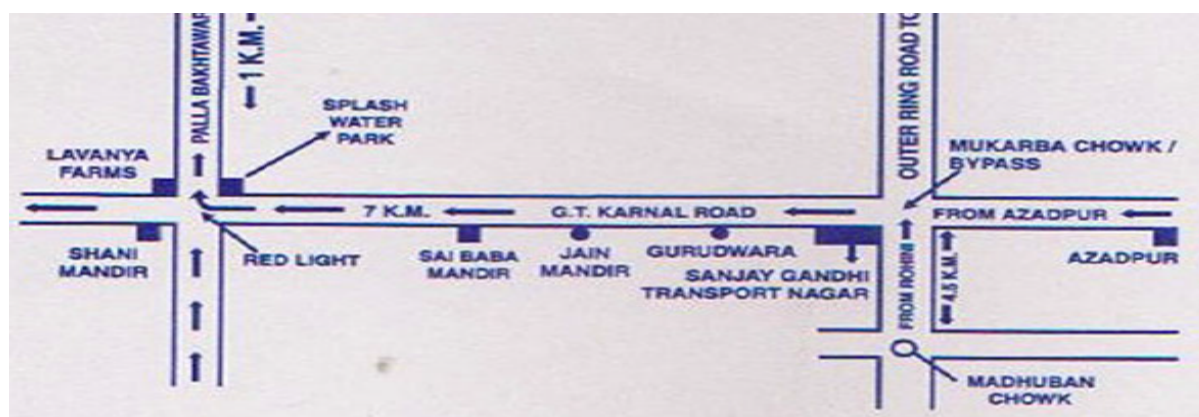 PALLA BAKHTAWAR
1 K.M.
OUTER RING ROAD TO
SPLASH
WATER
PARK
LAVANYA
FARMS
MUKARBA CHOWK /
BYPASS
7 K.M.
G.T. KARNAL ROAD
FROM AZADPUR
SHANI
MANDIR
RED LIGHT
SAI BABA
MANDIR
JAIN
MANDIR
GURUDWARA
SANJAY GANDHI
TRANSPORT NAGAR
FROM ROHINI
4.5 K.M.
AZADPUR
MADHUBAN
CHOWK